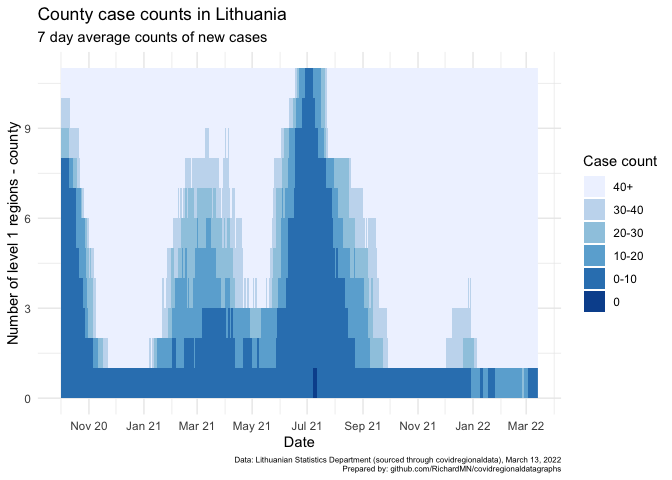 County case counts in Lithuania
7 day average counts of new cases
Number of level 1 regions - county
9
6
3
0
Nov 20 Jan 21 Mar 21 May 21 Jul 21 Sep 21 Nov 21 Jan 22 Mar 22
Date
Case count
40+
30-40
20-30
10-20
0-10
0
Data: Lithuanian Statistics Department (sourced through covidregionaldata), March 13, 2022
Prepared by: github.com/RichardMN/covidregionaldatagraphs